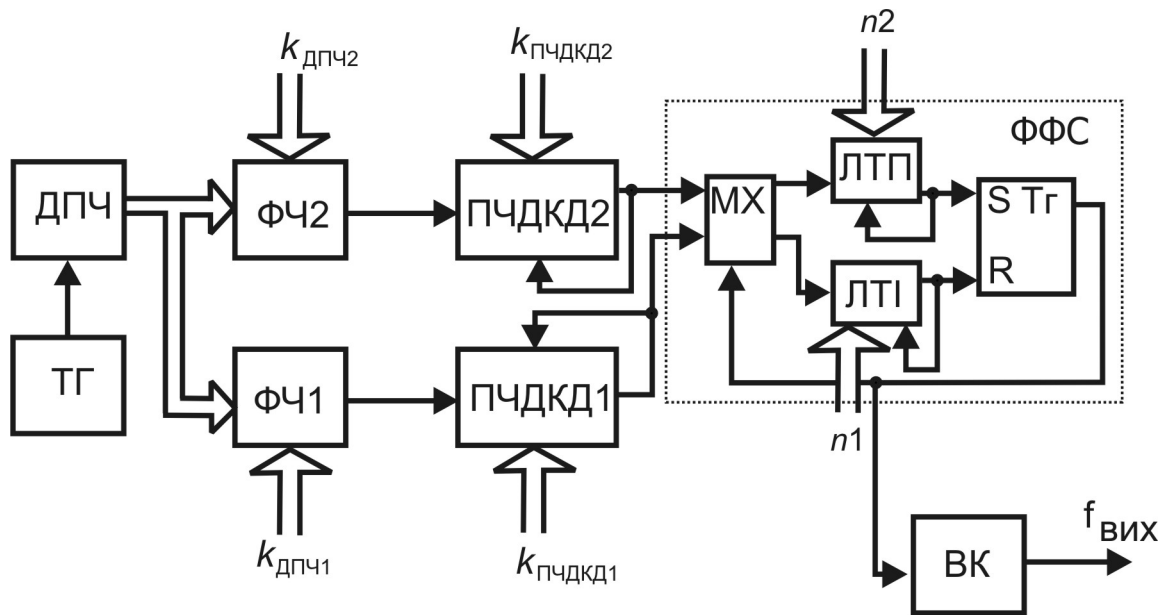 kДПЧ2
kПЧДКД2
n2
ФФС
ДПЧ
ФЧ2
ПЧДКД2
МХ
ЛТП
S Тг
R
ЛТІ
ТГ
ФЧ1
ПЧДКД1
n1
kДПЧ1
kПЧДКД1
ВК
fвих